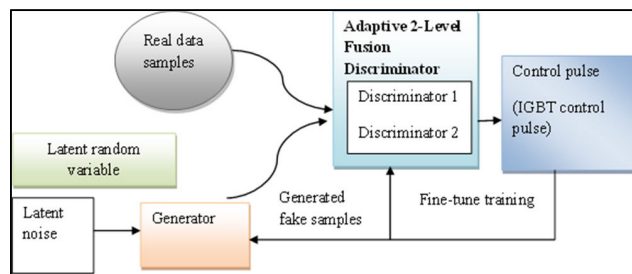 Real data
samples
Adaptive 2-Level
Fusion
Discriminator
Discriminator 1
Discriminator 2
Control pulse
(IGBT control
pulse)
Latent random
variable
Latent
noise
Generator
Generated
fake samples
Fine-tune training